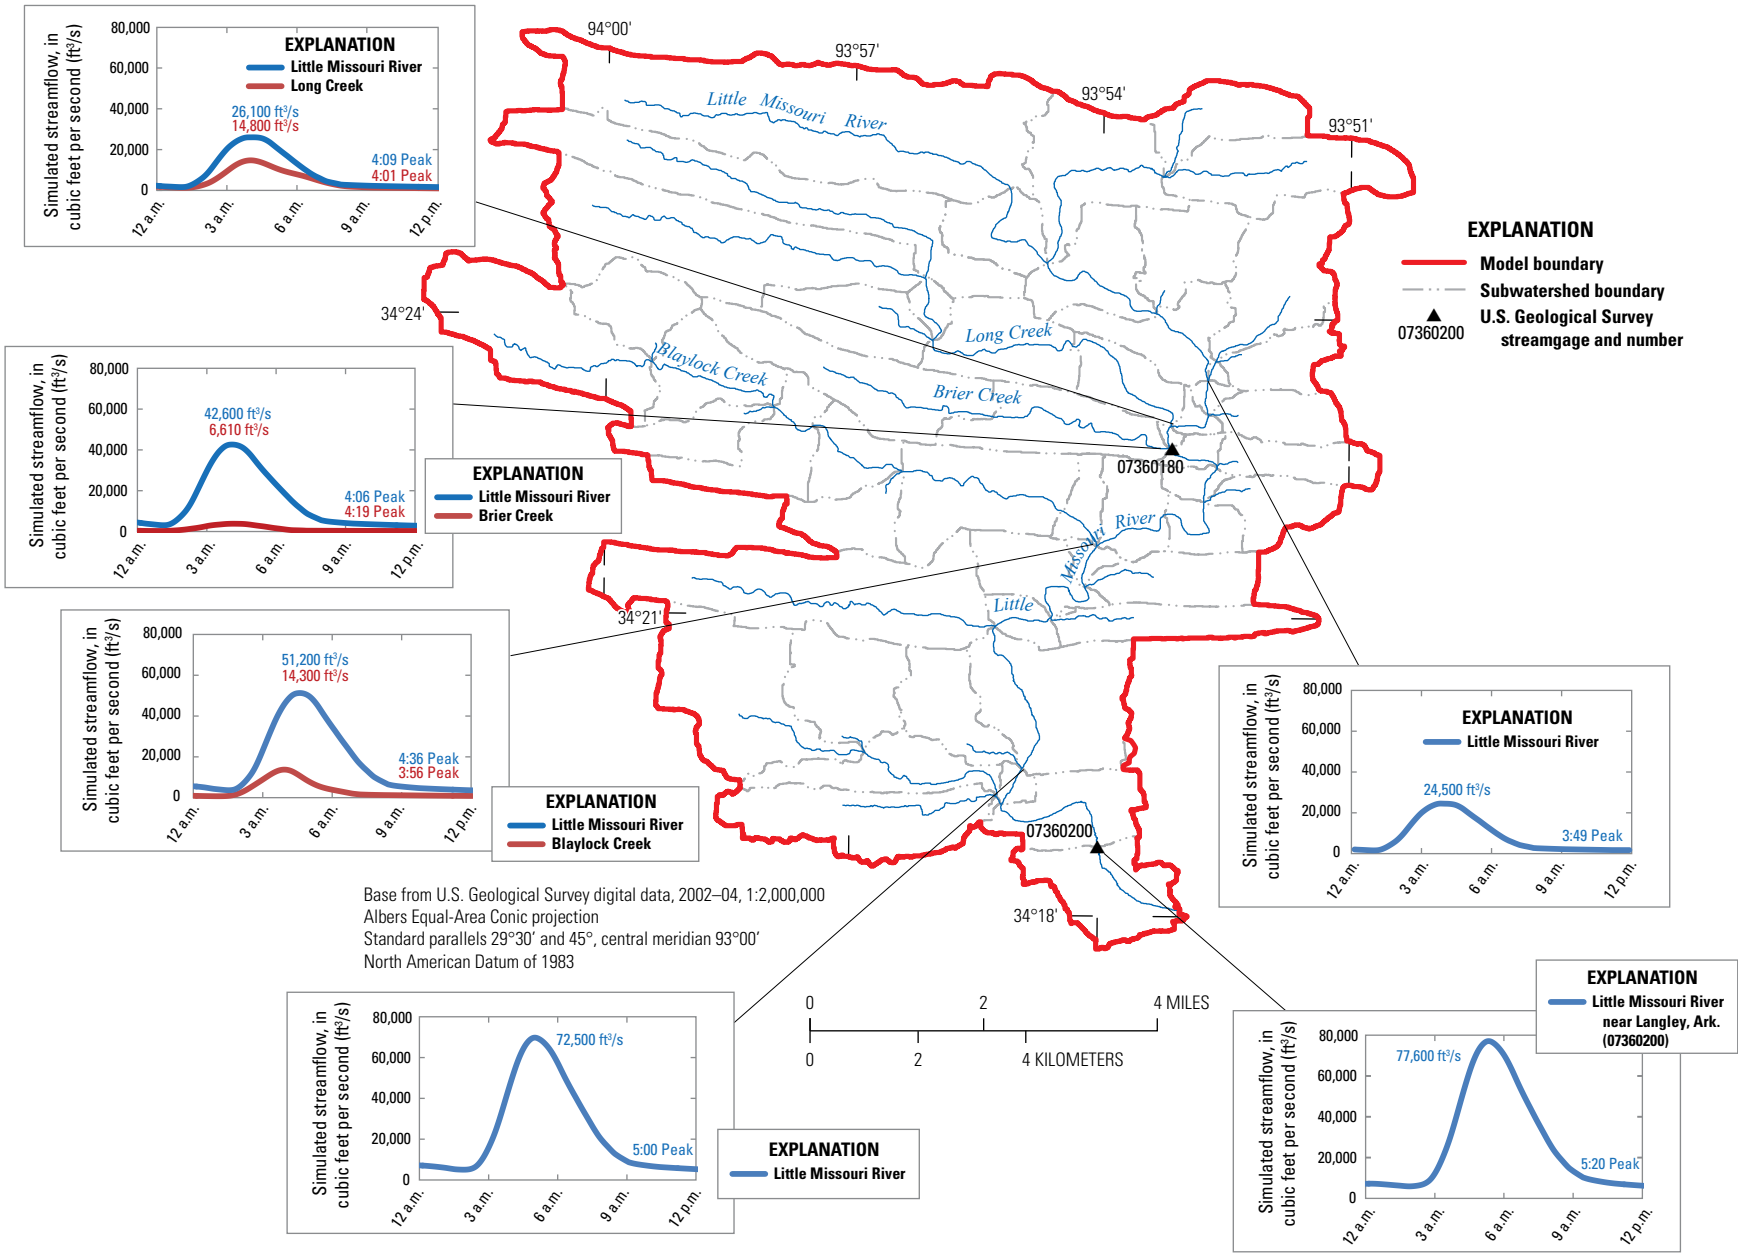 Simulated streamflow, in
cubic feet per second (ft³/s)
80,000
60,000
40,000
20,000
0
EXPLANATION
Little Missouri River
Long Creek
26,100 ft³/s
14,800 ft³/s
4:09 Peak
4:01 Peak
12 a.m.
3 a.m.
6 a.m.
9 a.m.
12 p.m.
94°00'
93°57'
93°54'
93°51'
34°24'
34°21'
34°18'
Little Missouri River
Long Creek
Blaylock Creek
Brier Creek
07360180
Little Missouri River
07360200
EXPLANATION
Model boundary
Subwatershed boundary
U.S. Geological Survey
streamgage and number
07360200
Simulated streamflow, in
cubic feet per second (ft³/s)
80,000
60,000
40,000
20,000
0
42,600 ft³/s
6,610 ft³/s
4:06 Peak
4:19 Peak
12 a.m.
3 a.m.
6 a.m.
9 a.m.
12 p.m.
EXPLANATION
Little Missouri River
Brier Creek
Simulated streamflow, in
cubic feet per second (ft³/s)
80,000
60,000
40,000
20,000
0
51,200 ft³/s
14,300 ft³/s
4:36 Peak
3:56 Peak
12 a.m.
3 a.m.
6 a.m.
9 a.m.
12 p.m.
EXPLANATION
Little Missouri River
Blaylock Creek
Simulated streamflow, in
cubic feet per second (ft³/s)
80,000
60,000
40,000
20,000
0
EXPLANATION
Little Missouri River
24,500 ft³/s
3:49 Peak
12 a.m.
3 a.m.
6 a.m.
9 a.m.
12 p.m.
Base from U.S. Geological Survey digital data, 2002–04, 1:2,000,000
Albers Equal-Area Conic projection
Standard parallels 29°30' and 45°, central meridian 93°00'
North American Datum of 1983
0 2 4 MILES
0 2 4 KILOMETERS
Simulated streamflow, in
cubic feet per second (ft³/s)
80,000
60,000
40,000
20,000
0
72,500 ft³/s
5:00 Peak
12 a.m.
3 a.m.
6 a.m.
9 a.m.
12 p.m.
EXPLANATION
Little Missouri River
EXPLANATION
Little Missouri River
near Langley, Ark.
(07360200)
Simulated streamflow, in
cubic feet per second (ft³/s)
80,000
60,000
40,000
20,000
0
77,600 ft³/s
5:20 Peak
12 a.m.
3 a.m.
6 a.m.
9 a.m.
12 p.m.